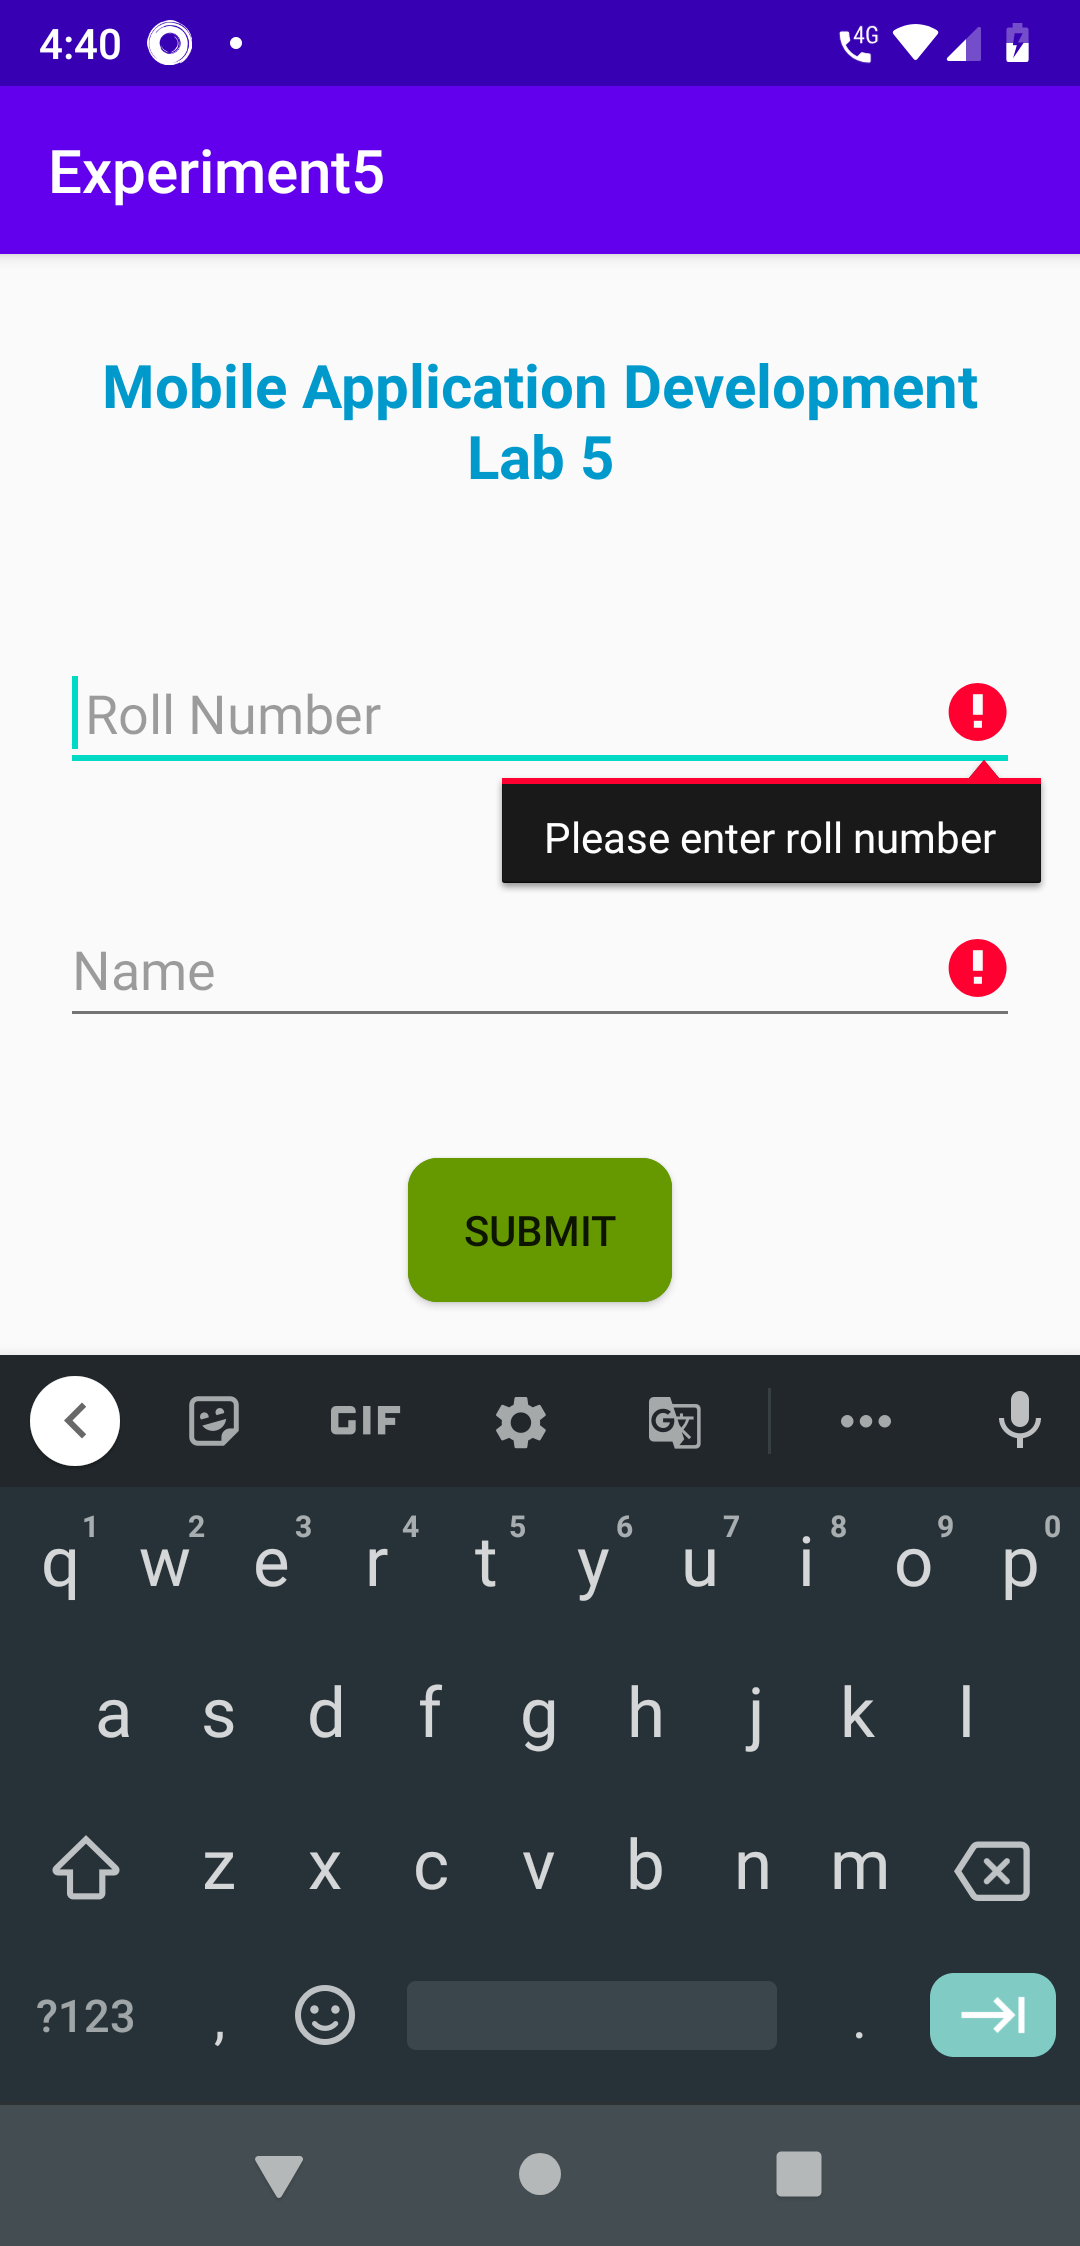 4:40
4G
Experiment5
Mobile Application Development
Lab 5
Roll Number
Please enter roll number
Name
SUBMIT
GIF
G
1 2 3 4 5 6 7 8 9 0
q w e r t y u i o p
a s d f g h j k l
z x c v b n m
?123 , .